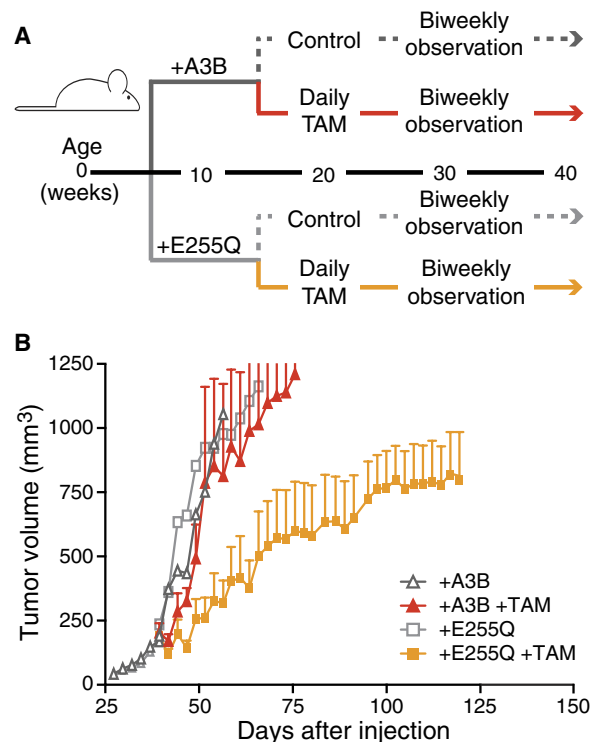 A
+A3B
Control
Biweekly
observation
Daily
TAM
Biweekly
observation
Age
0
(weeks)
10
20
30
40
+E255Q
Control
Biweekly
observation
Daily
TAM
Biweekly
observation
B
Tumor volume (mm³)
1250
1000
750
500
250
0
25
50
75
100
125
150
Days after injection
+A3B
+A3B +TAM
+E255Q
+E255Q +TAM